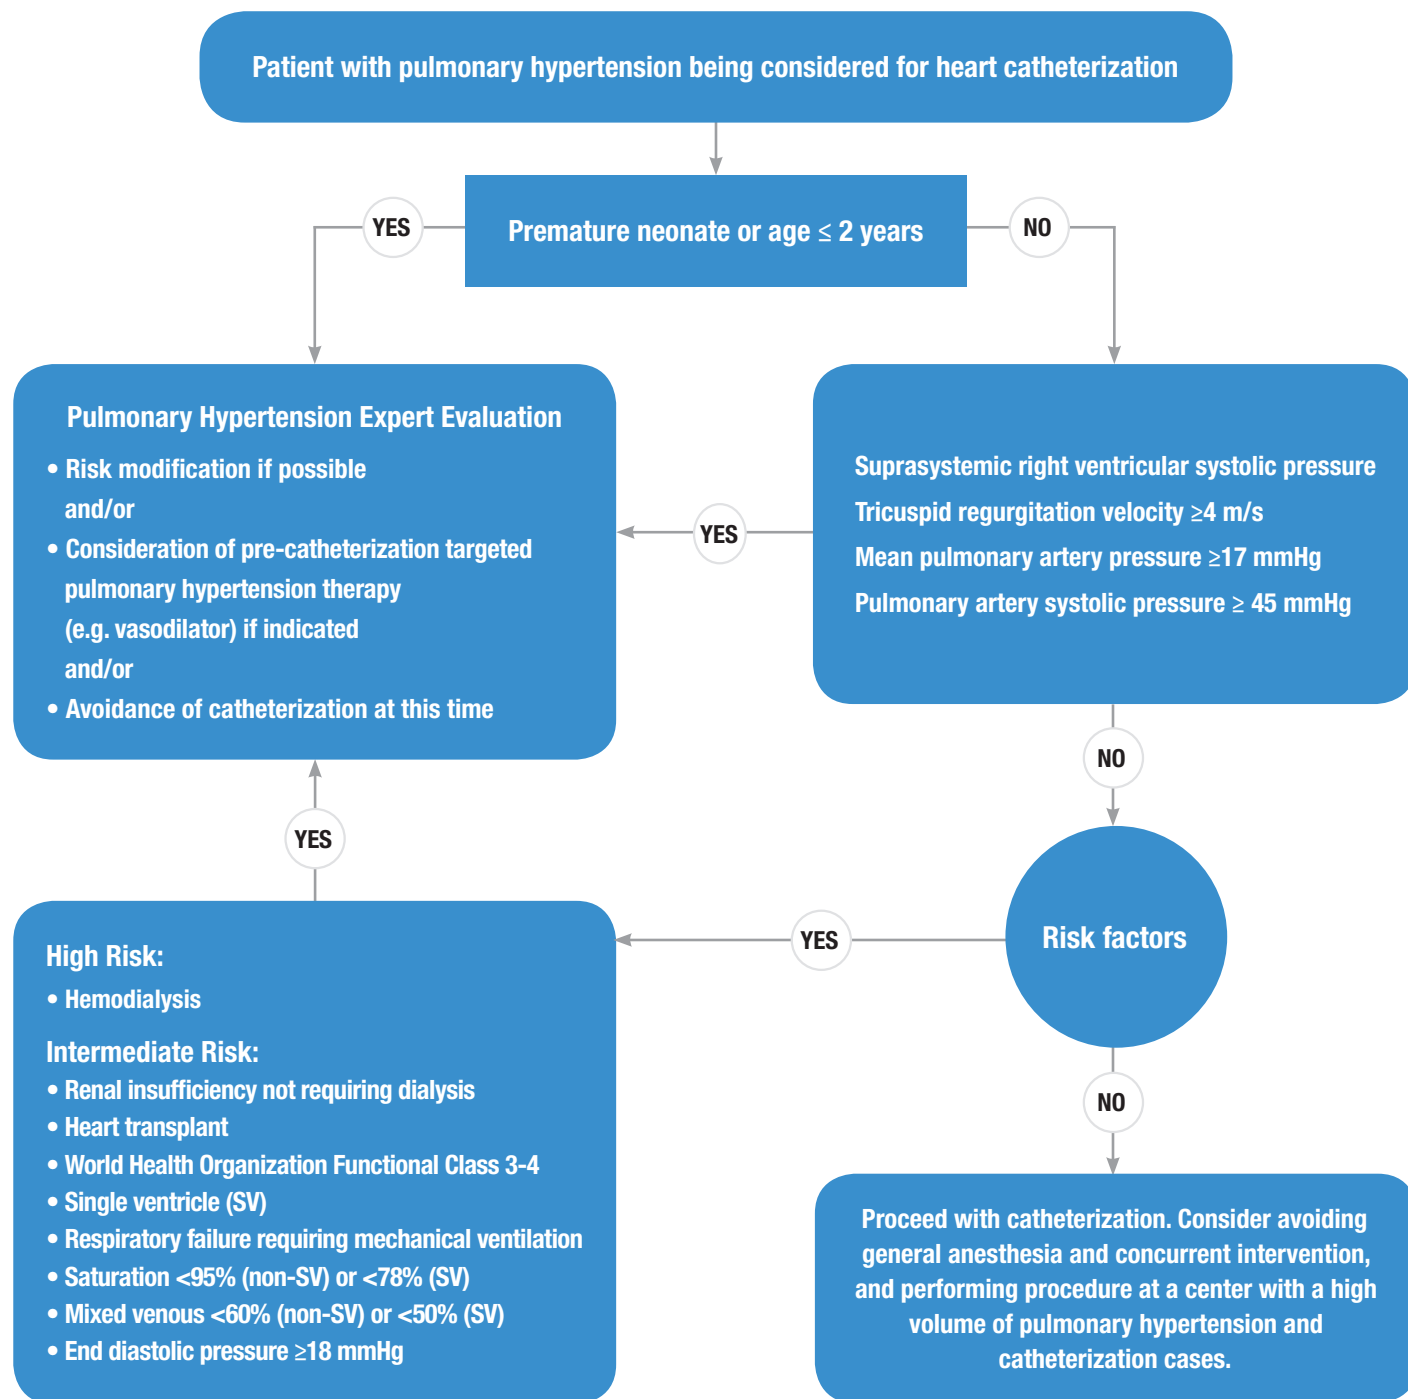 Patient with pulmonary hypertension being considered for heart catheterization
YES
Premature neonate or age ≤ 2 years
NO
Pulmonary Hypertension Expert Evaluation
• Risk modification if possible
and/or
• Consideration of pre-catheterization targeted
pulmonary hypertension therapy
(e.g. vasodilator) if indicated
and/or
• Avoidance of catheterization at this time
YES
Suprasystemic right ventricular systolic pressure
Tricuspid regurgitation velocity ≥4 m/s
Mean pulmonary artery pressure ≥17 mmHg
Pulmonary artery systolic pressure ≥ 45 mmHg
NO
YES
High Risk:
• Hemodialysis
Intermediate Risk:
• Renal insufficiency not requiring dialysis
• Heart transplant
• World Health Organization Functional Class 3-4
• Single ventricle (SV)
• Respiratory failure requiring mechanical ventilation
• Saturation <95% (non-SV) or <78% (SV)
• Mixed venous <60% (non-SV) or <50% (SV)
• End diastolic pressure ≥18 mmHg
YES
Risk factors
NO
Proceed with catheterization. Consider avoiding
general anesthesia and concurrent intervention,
and performing procedure at a center with a high
volume of pulmonary hypertension and
catheterization cases.